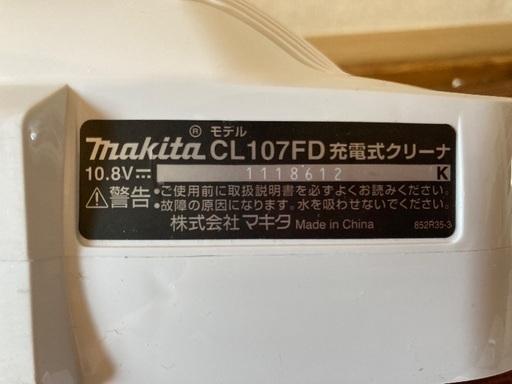 モデル
makita® CL107FD 充電式クリーナ
10.8V⎓ 1118612 K
⚠警告 •ご使用前に取扱説明書を必ずよくお読みください。
•故障の原因になります。水を吸わせないでください。
株式会社マキタ Made in China 852R35-3